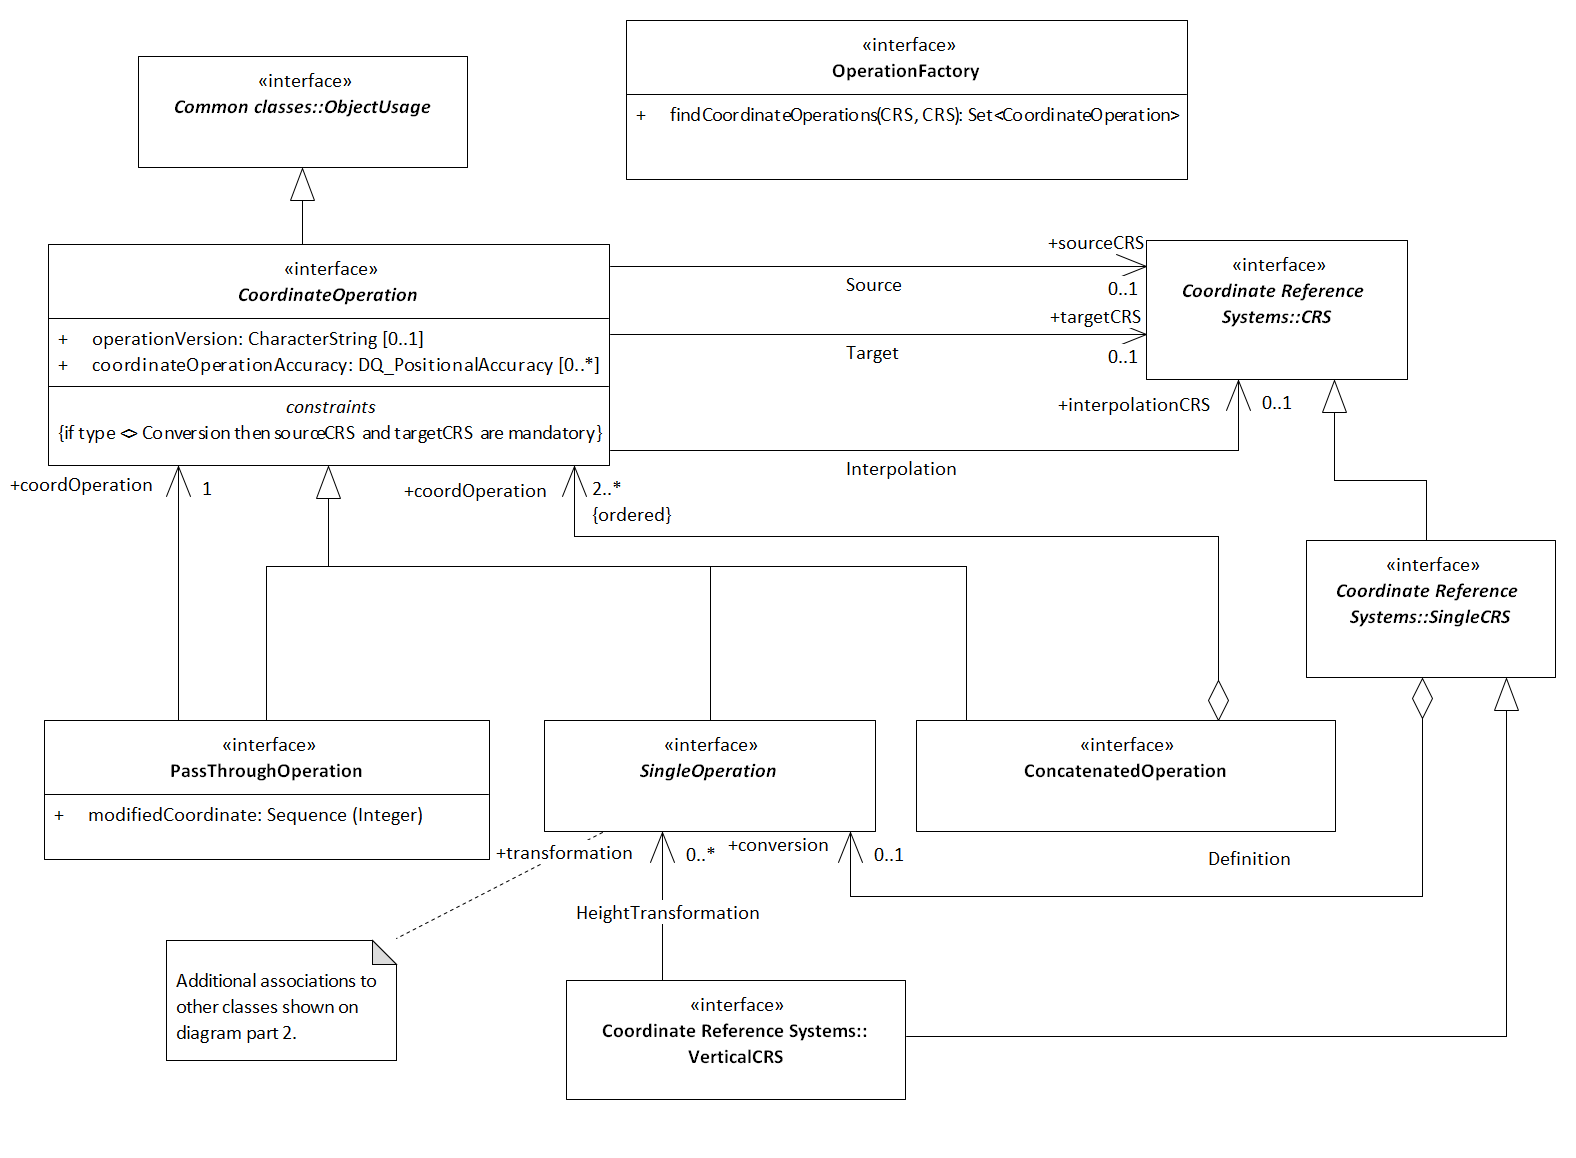 «interface»
OperationFactory
+ findCoordinateOperations(CRS, CRS): Set<CoordinateOperation>
«interface»
Common classes::ObjectUsage
«interface»
CoordinateOperation
+ operationVersion: CharacterString [0..1]
+ coordinateOperationAccuracy: DQ_PositionalAccuracy [0..*]
constraints
{if type <> Conversion then sourceCRS and targetCRS are mandatory}
+sourceCRS
Source
0..1
+targetCRS
Target
0..1
«interface»
Coordinate Reference
Systems::CRS
+interpolationCRS
0..1
Interpolation
+coordOperation
1
+coordOperation
2..*
{ordered}
«interface»
Coordinate Reference
Systems::SingleCRS
«interface»
PassThroughOperation
+ modifiedCoordinate: Sequence (Integer)
«interface»
SingleOperation
«interface»
ConcatenatedOperation
+transformation
0..*
+conversion
0..1
Definition
HeightTransformation
Additional associations to
other classes shown on
diagram part 2.
«interface»
Coordinate Reference Systems::
VerticalCRS